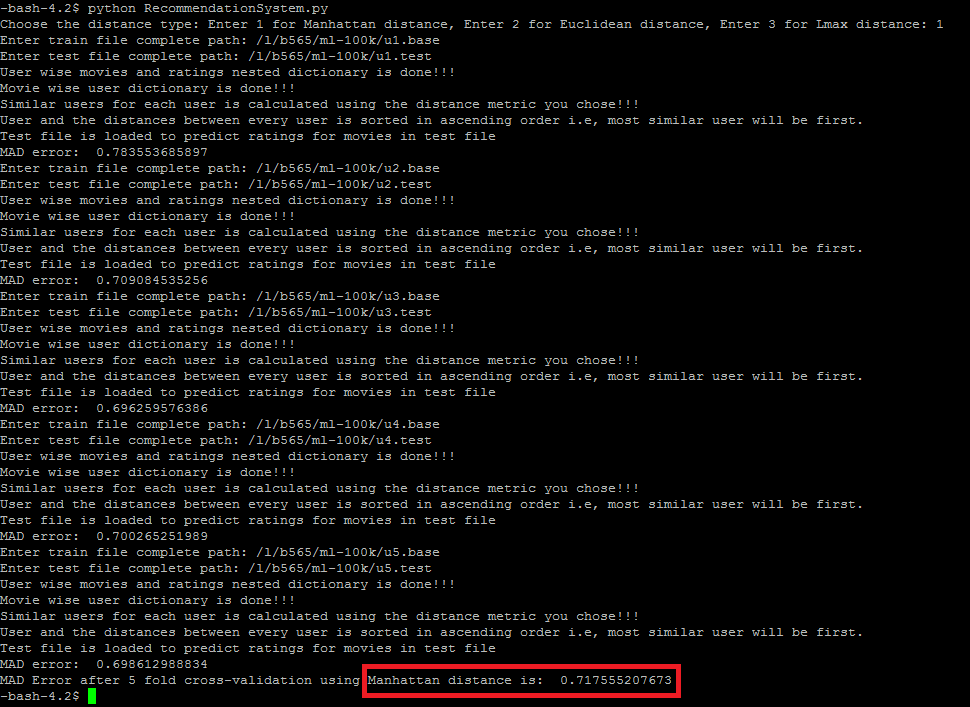 -bash-4.2$ python RecommendationSystem.py
Choose the distance type: Enter 1 for Manhattan distance, Enter 2 for Euclidean distance, Enter 3 for Lmax distance: 1
Enter train file complete path: /l/b565/ml-100k/u1.base
Enter test file complete path: /l/b565/ml-100k/u1.test
User wise movies and ratings nested dictionary is done!!!
Movie wise user dictionary is done!!!
Similar users for each user is calculated using the distance metric you chose!!!
User and the distances between every user is sorted in ascending order i.e, most similar user will be first.
Test file is loaded to predict ratings for movies in test file
MAD error:  0.783553685897
Enter train file complete path: /l/b565/ml-100k/u2.base
Enter test file complete path: /l/b565/ml-100k/u2.test
User wise movies and ratings nested dictionary is done!!!
Movie wise user dictionary is done!!!
Similar users for each user is calculated using the distance metric you chose!!!
User and the distances between every user is sorted in ascending order i.e, most similar user will be first.
Test file is loaded to predict ratings for movies in test file
MAD error:  0.709084535256
Enter train file complete path: /l/b565/ml-100k/u3.base
Enter test file complete path: /l/b565/ml-100k/u3.test
User wise movies and ratings nested dictionary is done!!!
Movie wise user dictionary is done!!!
Similar users for each user is calculated using the distance metric you chose!!!
User and the distances between every user is sorted in ascending order i.e, most similar user will be first.
Test file is loaded to predict ratings for movies in test file
MAD error:  0.696259576386
Enter train file complete path: /l/b565/ml-100k/u4.base
Enter test file complete path: /l/b565/ml-100k/u4.test
User wise movies and ratings nested dictionary is done!!!
Movie wise user dictionary is done!!!
Similar users for each user is calculated using the distance metric you chose!!!
User and the distances between every user is sorted in ascending order i.e, most similar user will be first.
Test file is loaded to predict ratings for movies in test file
MAD error:  0.700265251989
Enter train file complete path: /l/b565/ml-100k/u5.base
Enter test file complete path: /l/b565/ml-100k/u5.test
User wise movies and ratings nested dictionary is done!!!
Movie wise user dictionary is done!!!
Similar users for each user is calculated using the distance metric you chose!!!
User and the distances between every user is sorted in ascending order i.e, most similar user will be first.
Test file is loaded to predict ratings for movies in test file
MAD error:  0.698612988834
MAD Error after 5 fold cross-validation using Manhattan distance is:  0.717555207673
-bash-4.2$